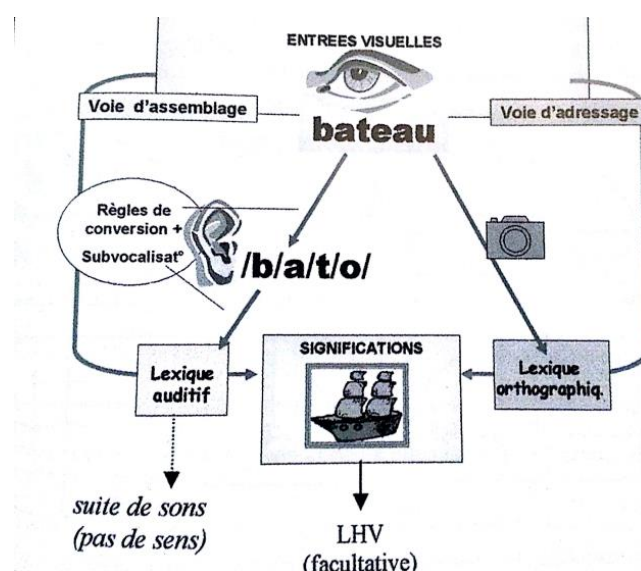 ENTREES VISUELLES
Voie d'assemblage
Voie d'adressage
bateau
Règles de
conversion +
Subvocalisat°
/b/a/t/o/
SIGNIFICATIONS
Lexique
auditif
Lexique
orthographiq.
suite de sons
(pas de sens)
LHV
(facultative)